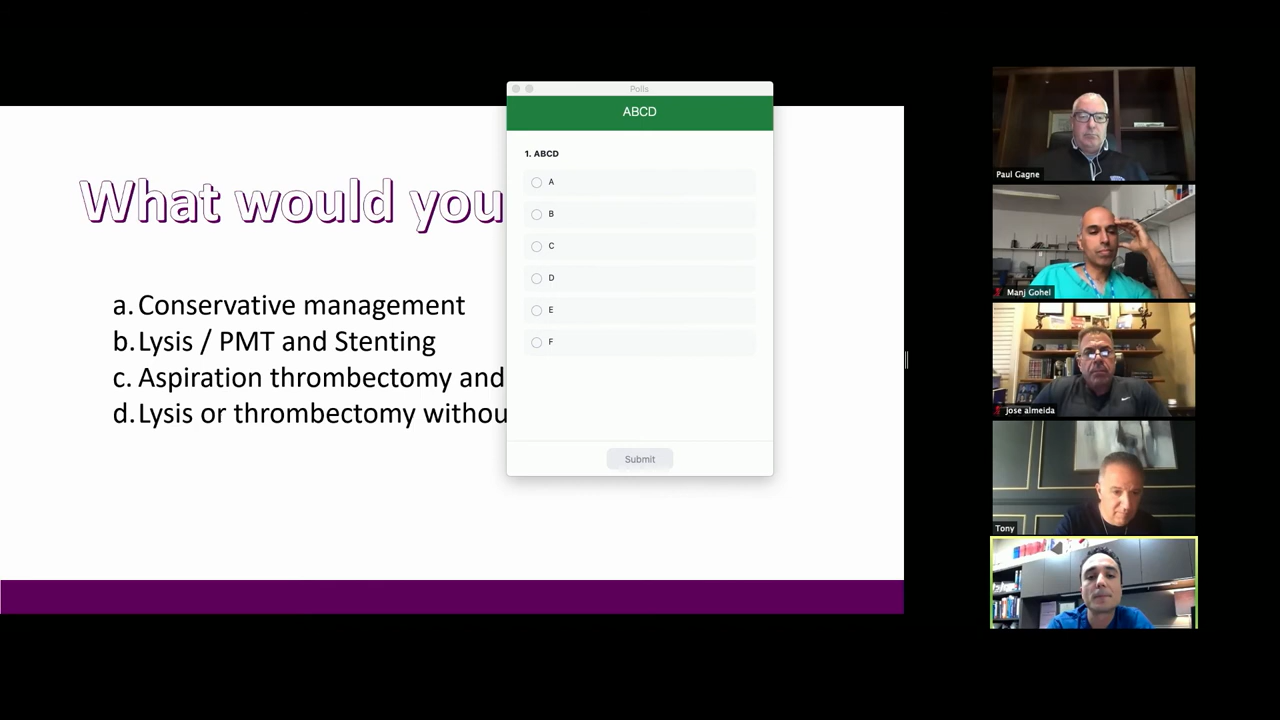 What would you
a. Conservative management
b. Lysis / PMT and Stenting
c. Aspiration thrombectomy and
d. Lysis or thrombectomy withou
Polls
ABCD
1. ABCD
A
B
C
D
E
F
Submit
Paul Gagne
Manj Gohel
jose almeida
Tony